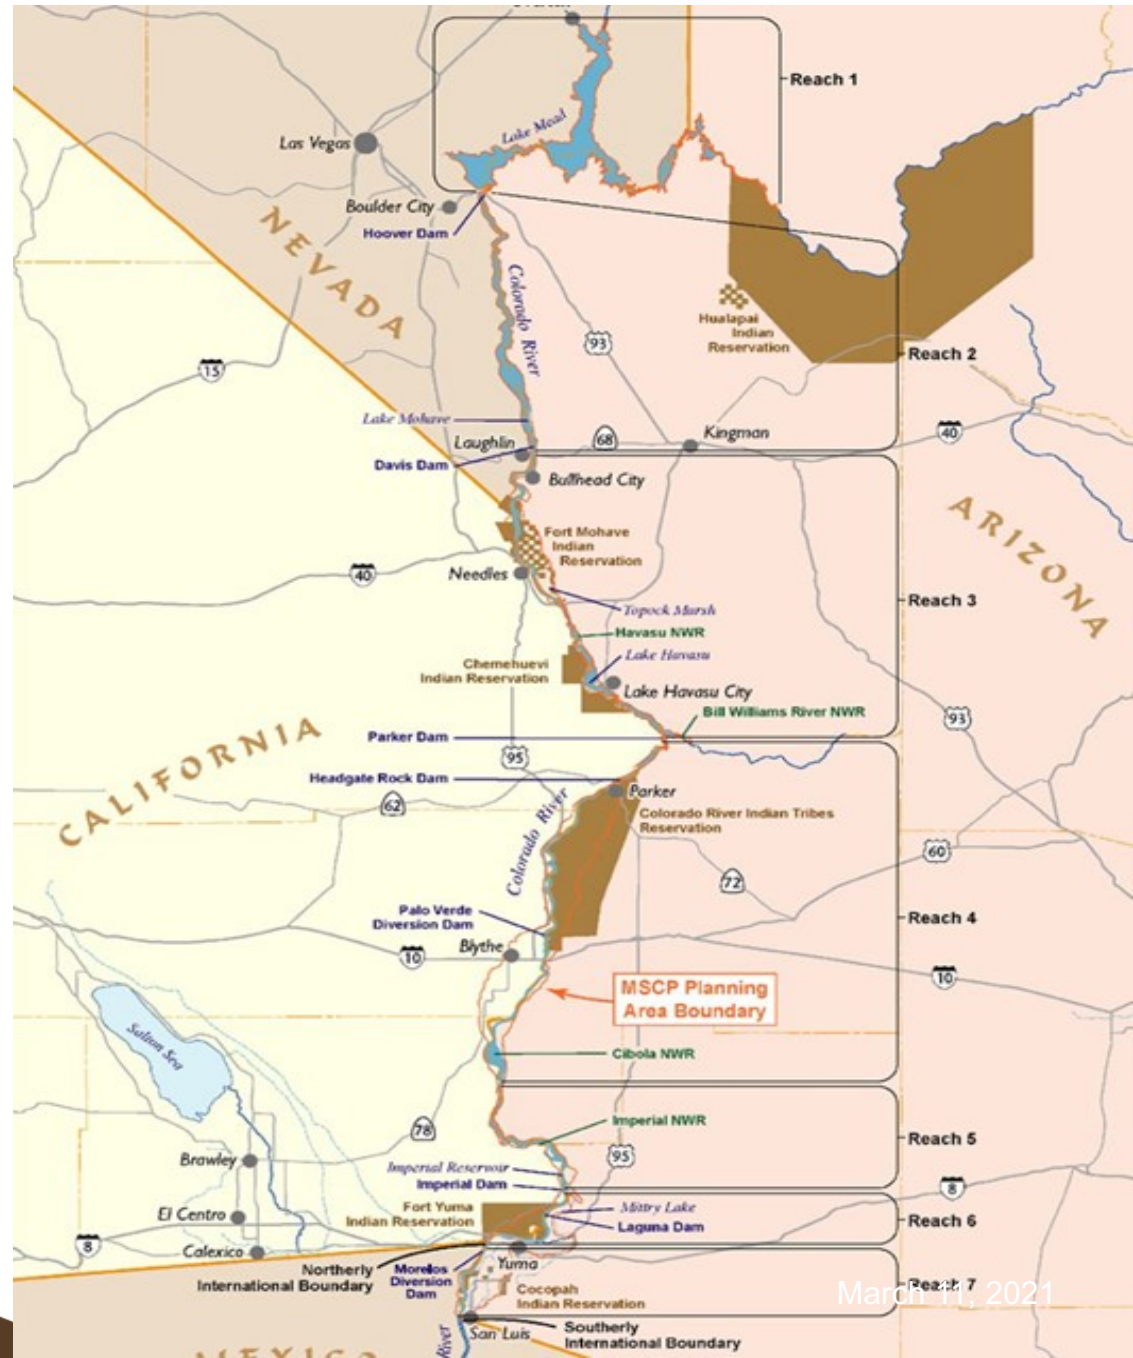 Reach 1
Lake Mead
Las Vegas
Boulder City
Hoover Dam
NEVADA
Colorado River
93
Hualapai
Indian
Reservation
Reach 2
15
Lake Mohave
Laughlin
68
Kingman
40
Davis Dam
Bullhead City
ARIZONA
Fort Mohave
Indian
Reservation
40
Needles
Topock Marsh
Reach 3
Havasu NWR
Lake Havasu
Chemehuevi
Indian Reservation
Lake Havasu City
Bill Williams River NWR
93
CALIFORNIA
Parker Dam
95
Headgate Rock Dam
Parker
62
Colorado River Indian Tribes
Reservation
Colorado River
60
72
Palo Verde
Diversion Dam
Reach 4
Blythe
10
10
MSCP Planning
Area Boundary
Salton Sea
Cibola NWR
78
Imperial NWR
Reach 5
95
Brawley
Imperial Reservoir
Imperial Dam
8
Fort Yuma
Indian Reservation
Mittry Lake
Laguna Dam
El Centro
Reach 6
8
Calexico
Northerly
International Boundary
Morelos
Diversion
Dam
Yuma
Cocopah
Indian Reservation
Reach 7
March 11, 2021
San Luis
Southerly
International Boundary
River
MEXICO